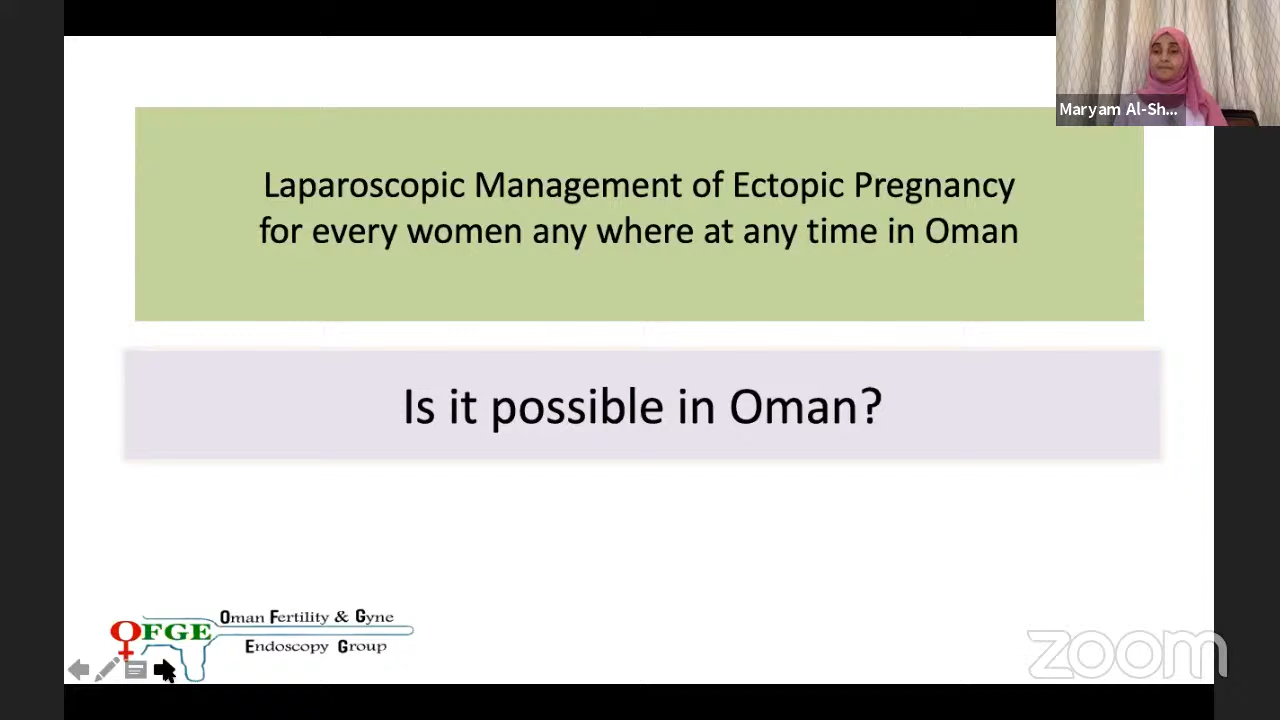 Maryam Al-Sh...
Laparoscopic Management of Ectopic Pregnancy
for every women any where at any time in Oman
Is it possible in Oman?
OFGE
Oman Fertility & Gyne
Endoscopy Group
zoom